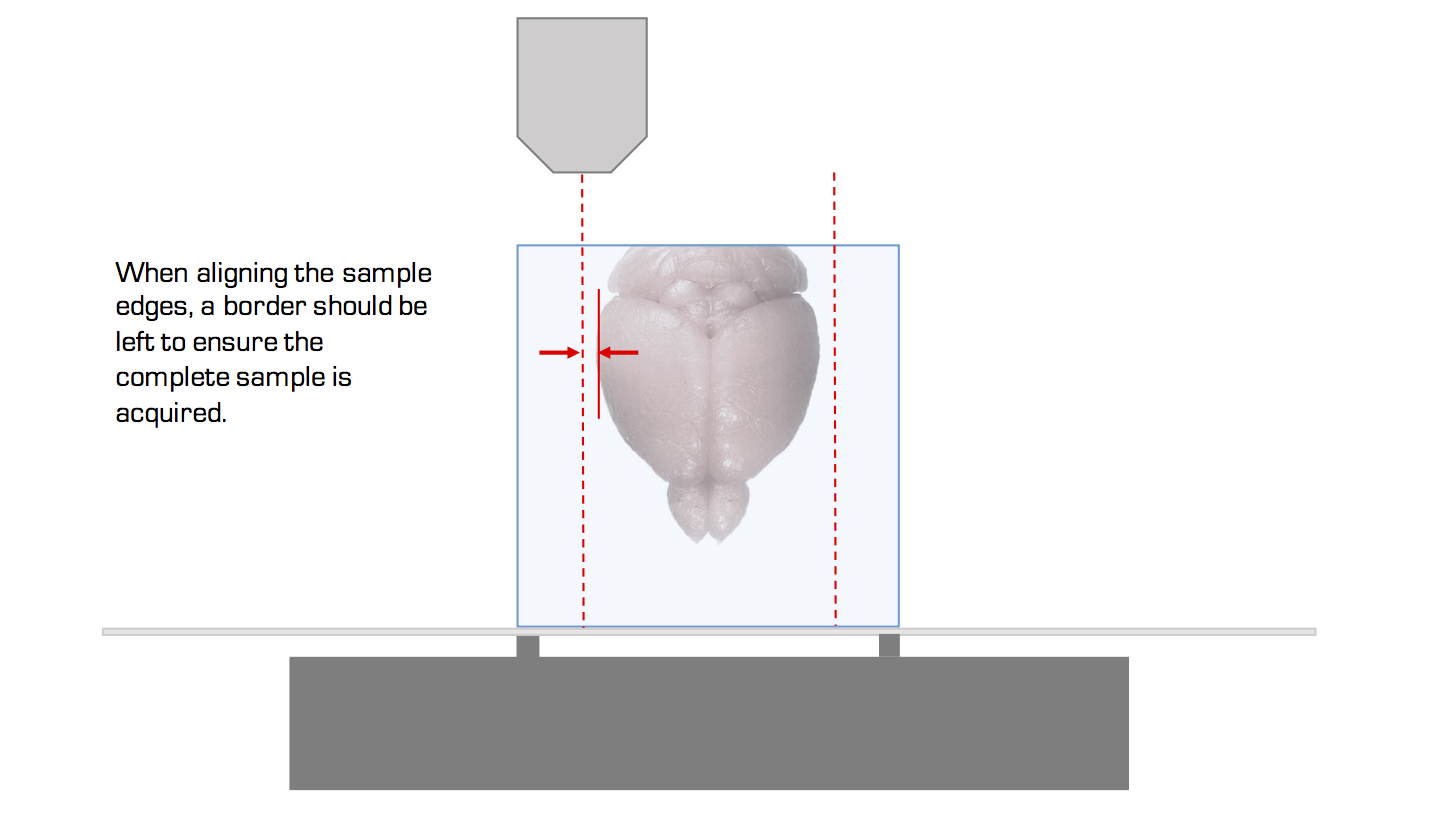 When aligning the sample
edges, a border should be
left to ensure the
complete sample is
acquired.